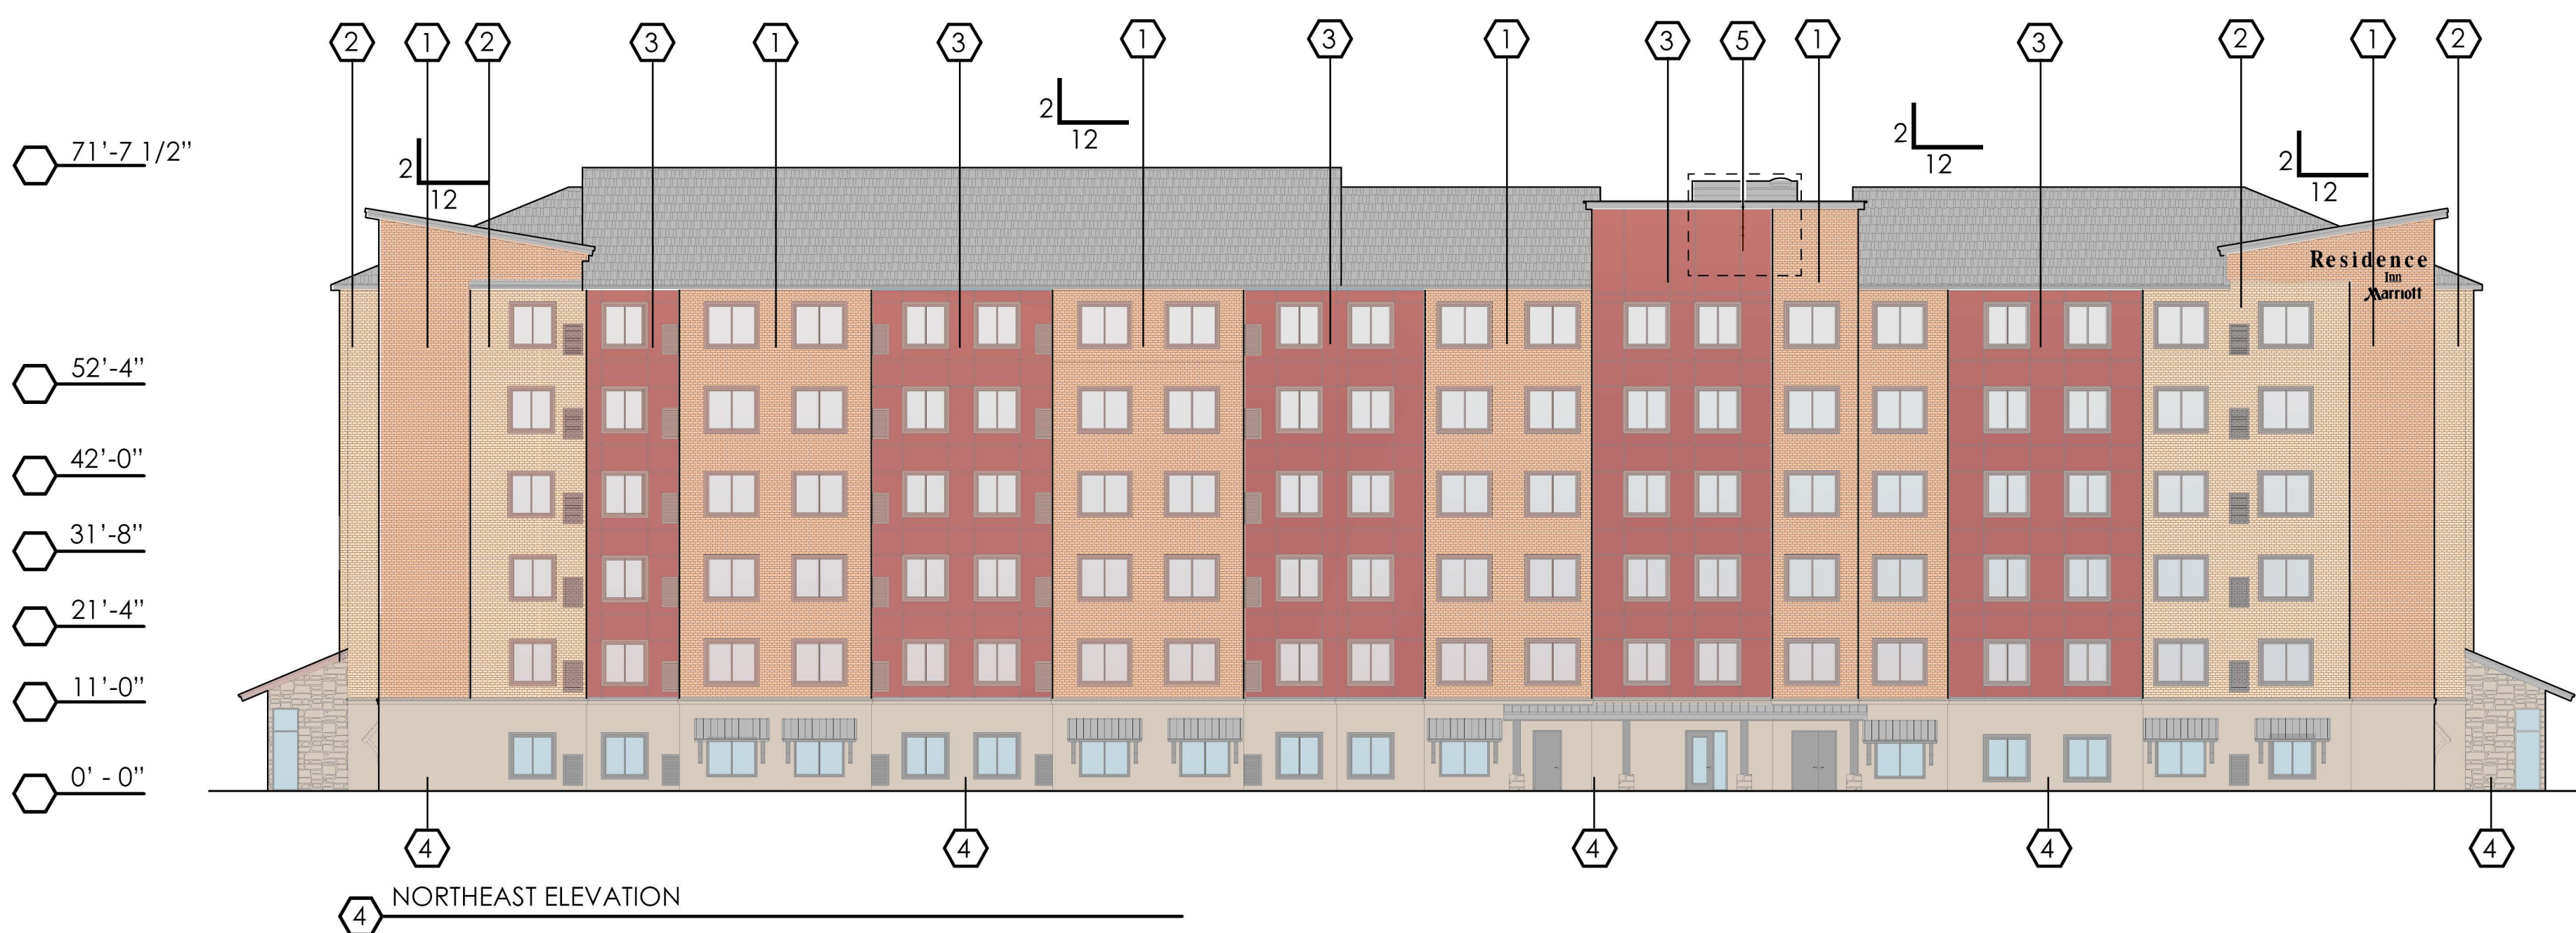 2 1 2 3 1 3 1 3 1 3 5 1 3 2 1 2
2
12
2
12
2
12
2
12
71'-7 1/2"
Residence
Inn
Marriott
52'-4"
42'-0"
31'-8"
21'-4"
11'-0"
0' - 0"
4 4 4 4 4
4 NORTHEAST ELEVATION